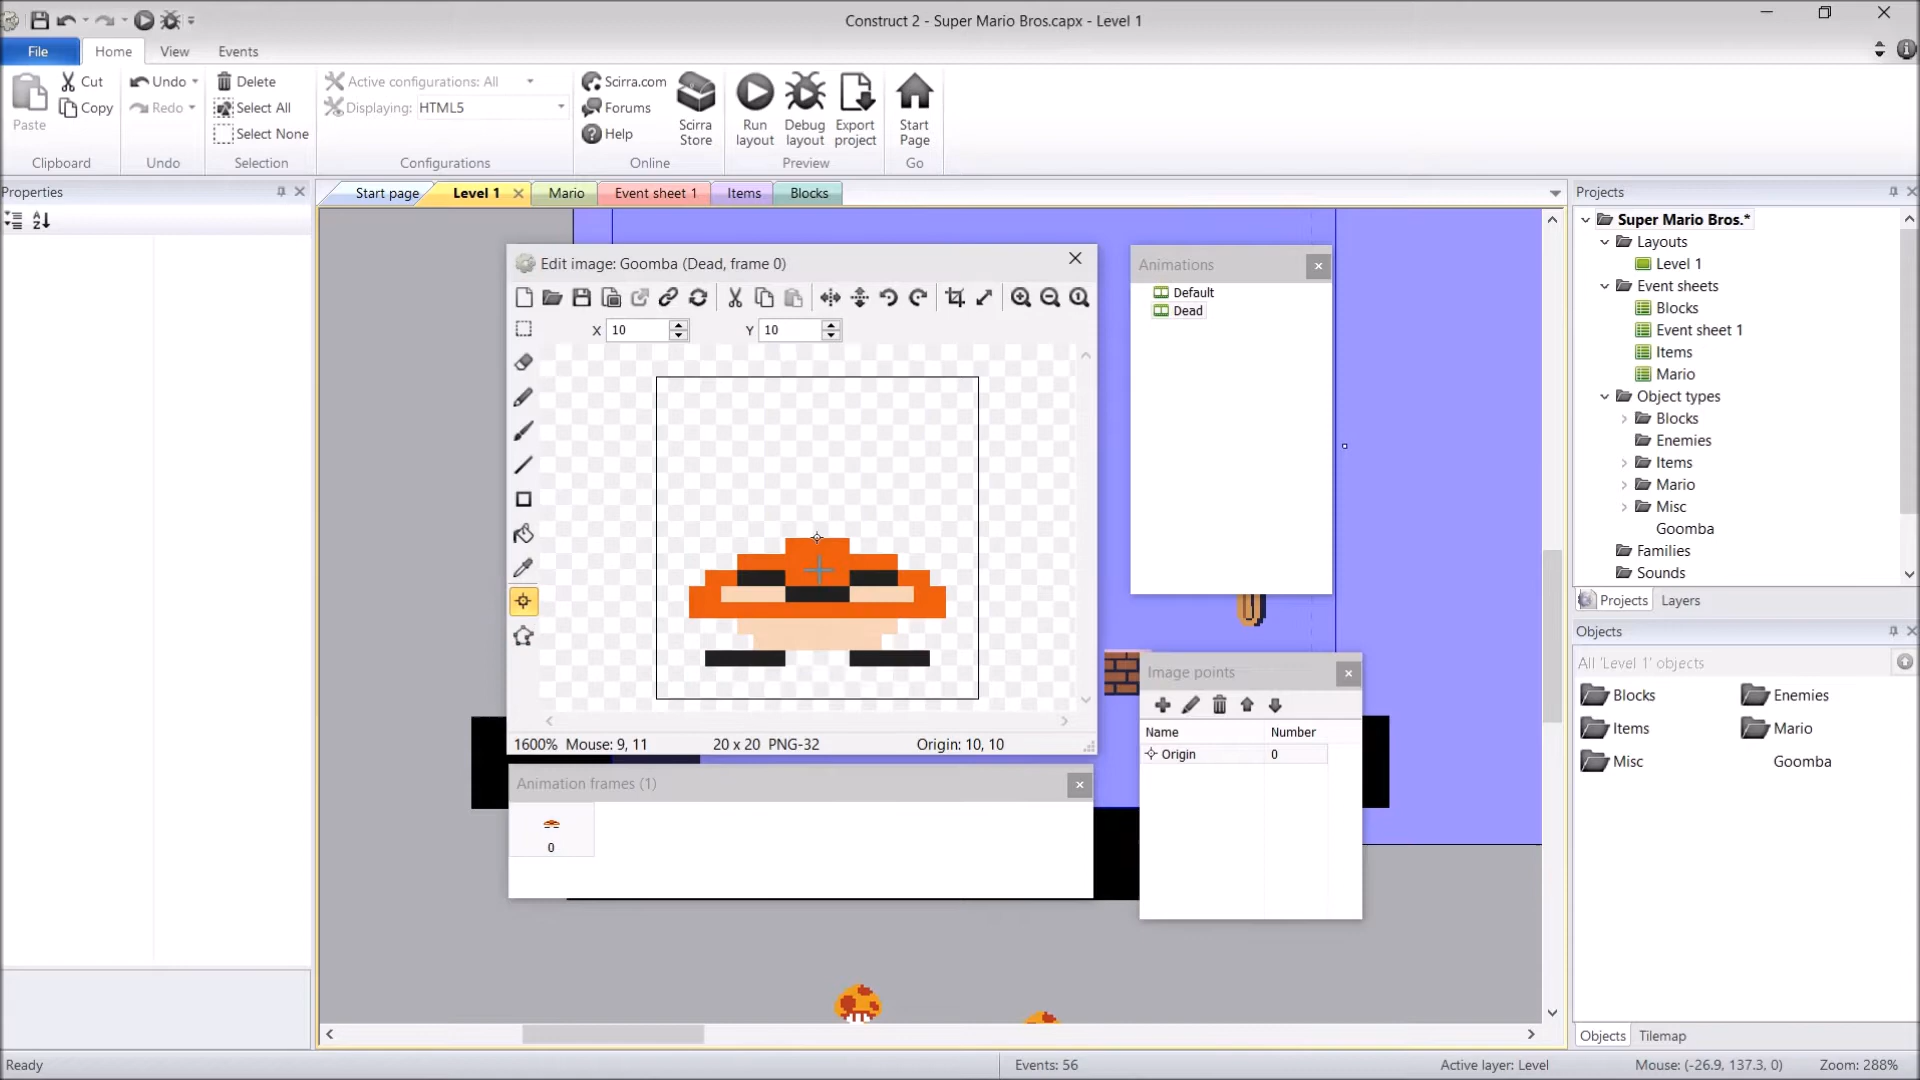 Construct 2 - Super Mario Bros.capx - Level 1
File
Home
View
Events
Paste
Cut
Copy
Clipboard
Undo
Redo
Undo
Delete
Select All
Select None
Selection
Active configurations: All
Displaying: HTML5
Configurations
Scirra.com
Forums
Help
Scirra
Store
Online
Run
layout
Debug
layout
Export
project
Preview
Start
Page
Go
Properties
Start page
Level 1
Mario
Event sheet 1
Items
Blocks
Edit image: Goomba (Dead, frame 0)
X 10
Y 10
1600% Mouse: 9, 11
20 x 20 PNG-32
Origin: 10, 10
Animation frames (1)
0
Animations
Default
Dead
Image points
Name Number
Origin 0
Projects
Super Mario Bros.*
Layouts
Level 1
Event sheets
Blocks
Event sheet 1
Items
Mario
Object types
Blocks
Enemies
Items
Mario
Misc
Goomba
Families
Sounds
Projects Layers
Objects
All 'Level 1' objects
Blocks Enemies
Items Mario
Misc Goomba
Objects Tilemap
Ready
Events: 56
Active layer: Level
Mouse: (-26.9, 137.3, 0)
Zoom: 288%